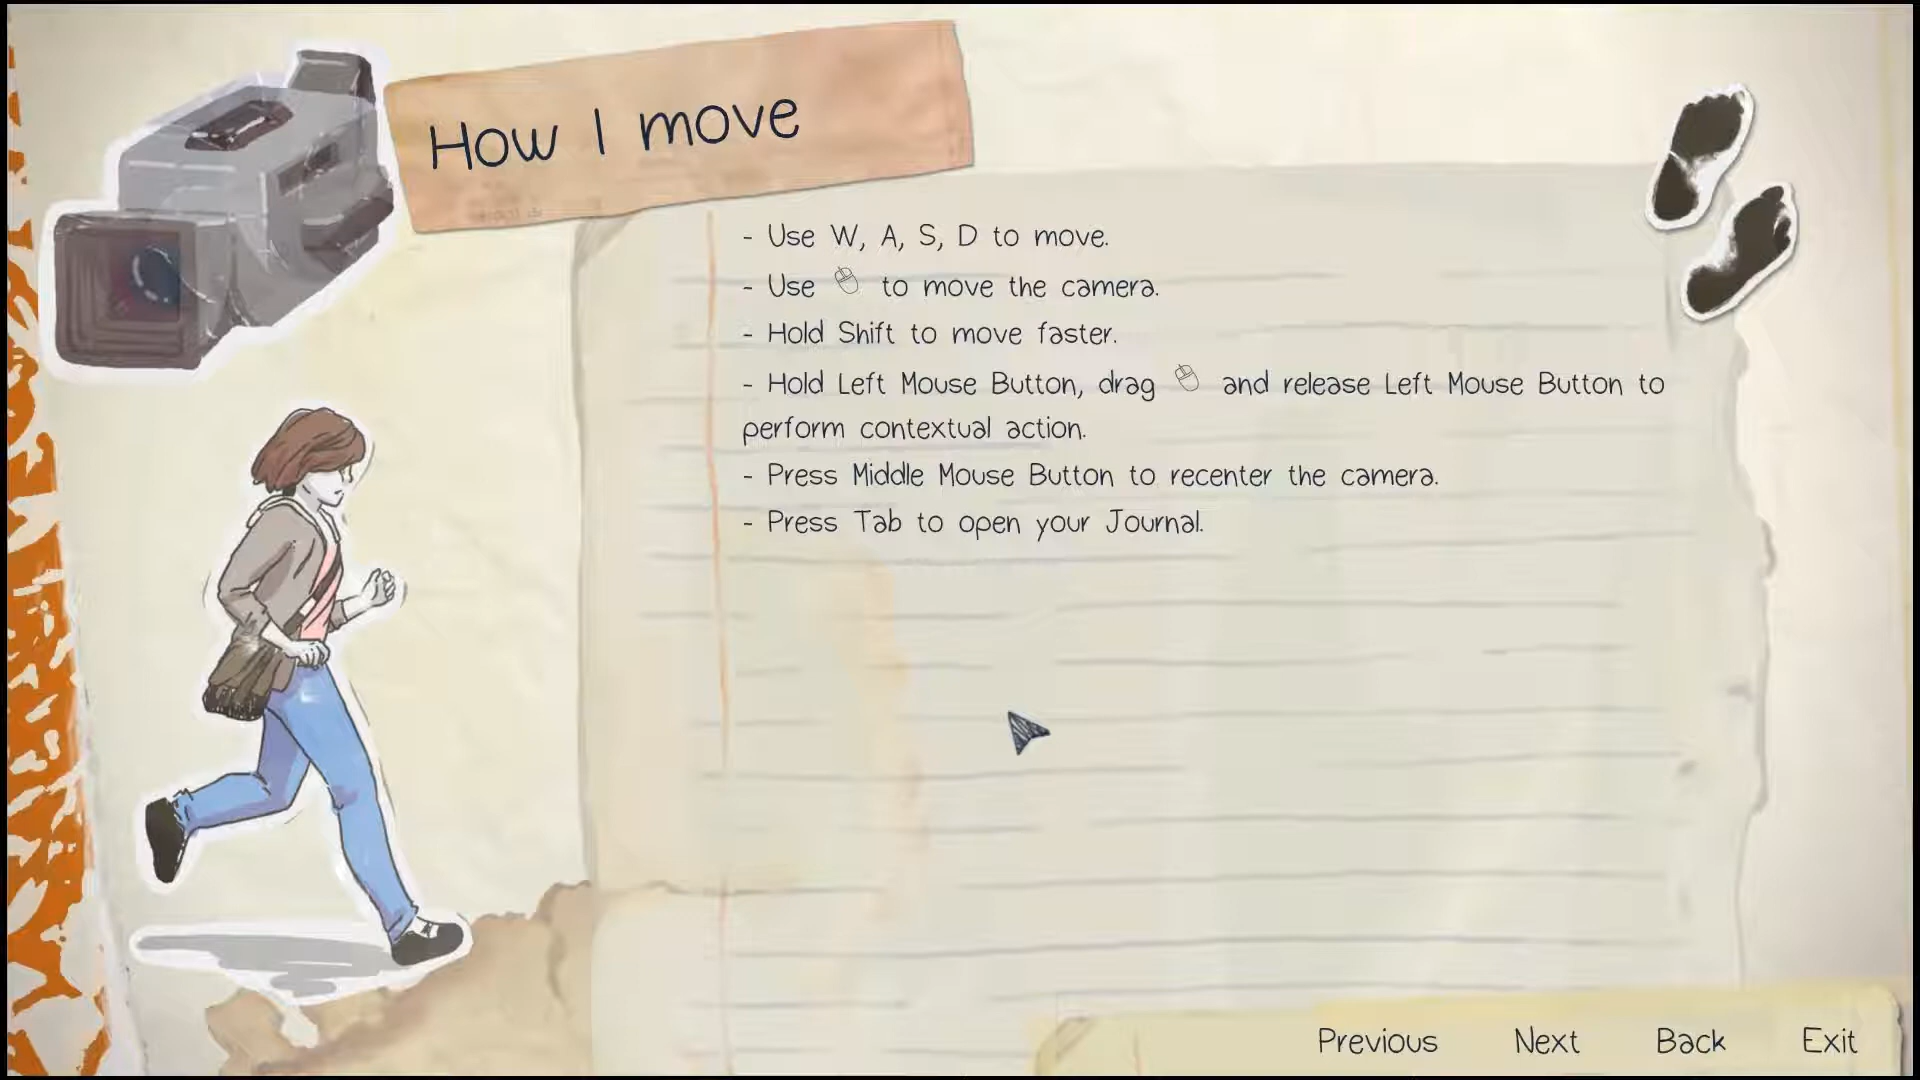 How I move
- Use W, A, S, D to move.
- Use to move the camera.
- Hold Shift to move faster.
- Hold Left Mouse Button, drag and release Left Mouse Button to
perform contextual action.
- Press Middle Mouse Button to recenter the camera.
- Press Tab to open your Journal.
Previous Next Back Exit